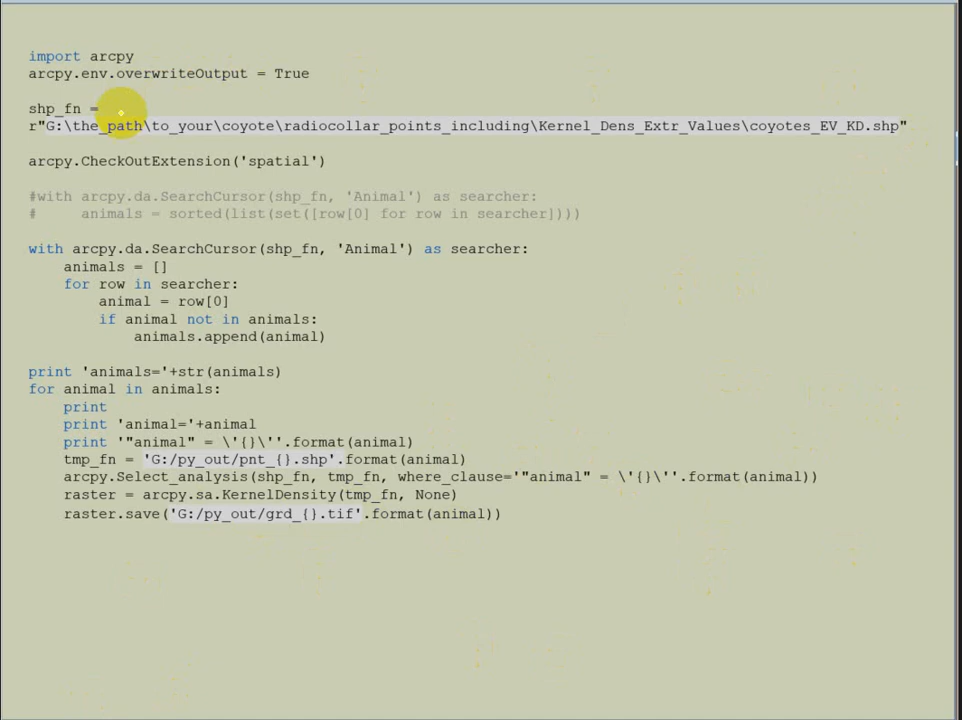 import arcpy
arcpy.env.overwriteOutput = True
shp_fn =
r"G:\the_path\to_your\coyote\radiocollar_points_including\Kernel_Dens_Extr_Values\coyotes_EV_KD.shp"
arcpy.CheckOutExtension('spatial')
#with arcpy.da.SearchCursor(shp_fn, 'Animal') as searcher:
#     animals = sorted(list(set([row[0] for row in searcher])))
with arcpy.da.SearchCursor(shp_fn, 'Animal') as searcher:
    animals = []
    for row in searcher:
        animal = row[0]
        if animal not in animals:
            animals.append(animal)
print 'animals='+str(animals)
for animal in animals:
    print
    print 'animal='+animal
    print '"animal" = \'{}\''.format(animal)
    tmp_fn = 'G:/py_out/pnt_{}.shp'.format(animal)
    arcpy.Select_analysis(shp_fn, tmp_fn, where_clause='"animal" = \'{}\''.format(animal))
    raster = arcpy.sa.KernelDensity(tmp_fn, None)
    raster.save('G:/py_out/grd_{}.tif'.format(animal))